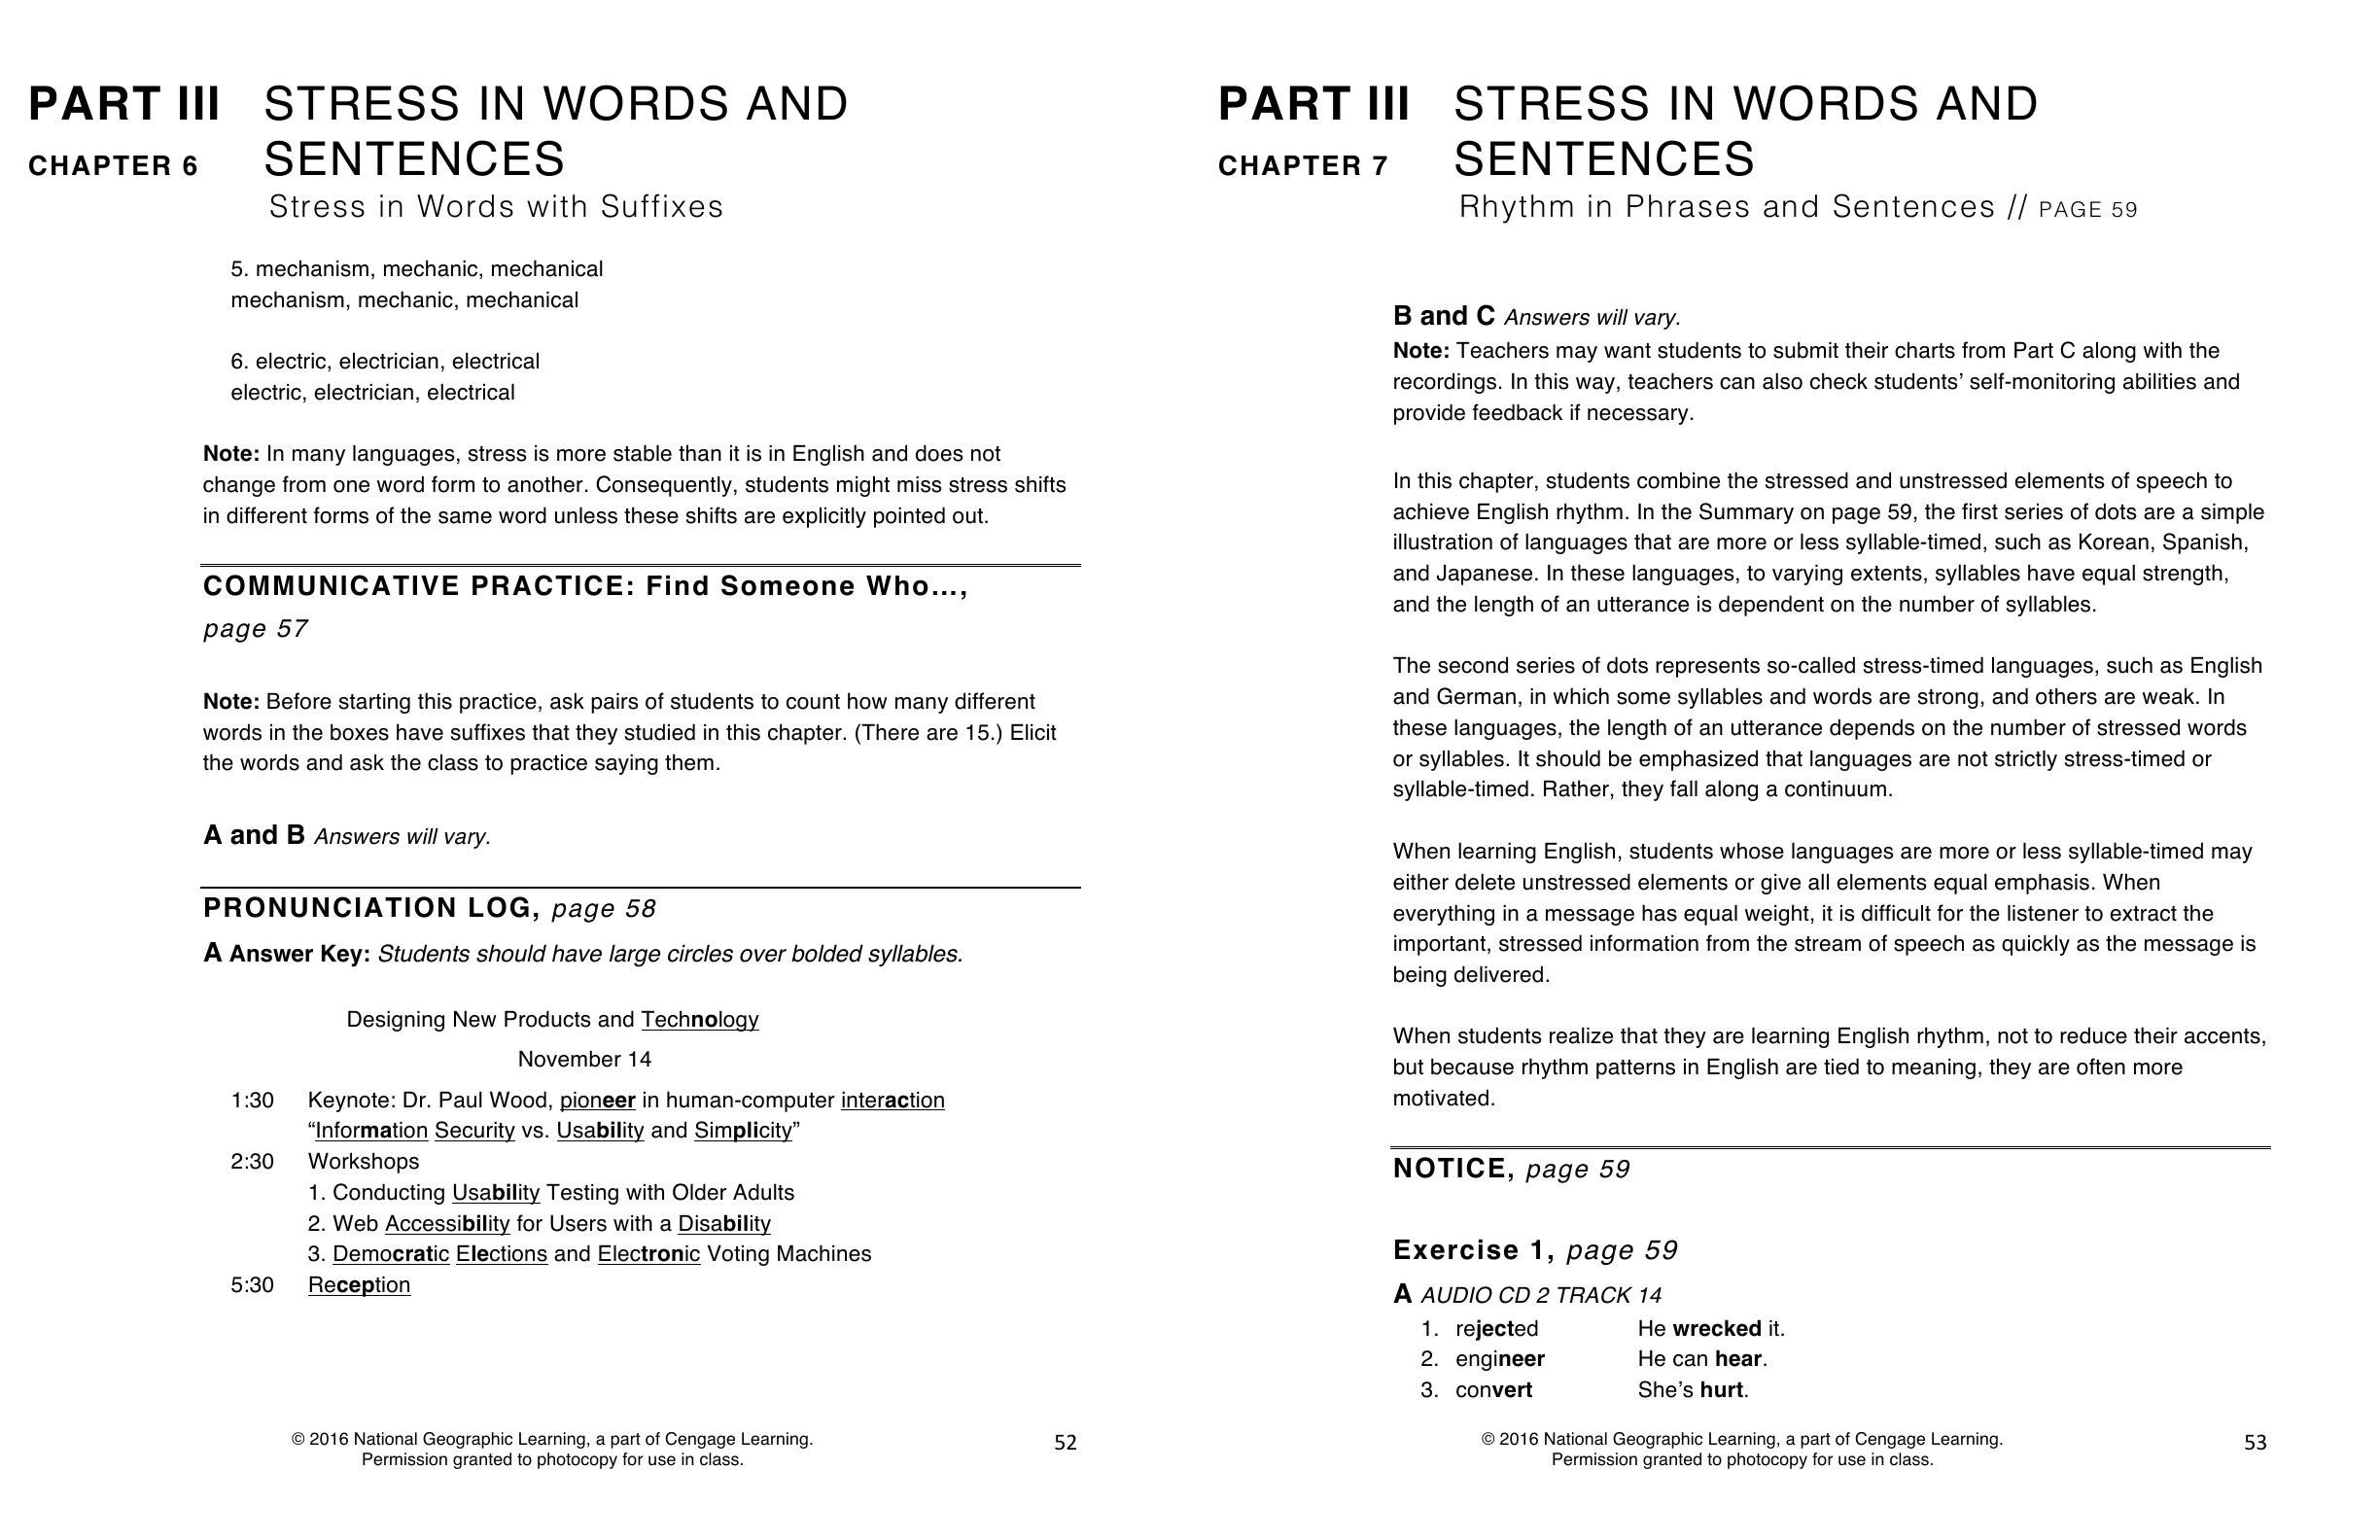 PART III STRESS IN WORDS AND
CHAPTER 6 SENTENCES
Stress in Words with Suffixes
5. mechanism, mechanic, mechanical
mechanism, mechanic, mechanical
6. electric, electrician, electrical
electric, electrician, electrical
Note: In many languages, stress is more stable than it is in English and does not
change from one word form to another. Consequently, students might miss stress shifts
in different forms of the same word unless these shifts are explicitly pointed out.
COMMUNICATIVE PRACTICE: Find Someone Who…,
page 57
Note: Before starting this practice, ask pairs of students to count how many different
words in the boxes have suffixes that they studied in this chapter. (There are 15.) Elicit
the words and ask the class to practice saying them.
A and B Answers will vary.
PRONUNCIATION LOG, page 58
A Answer Key: Students should have large circles over bolded syllables.
Designing New Products and Technology
November 14
1:30 Keynote: Dr. Paul Wood, pioneer in human-computer interaction
“Information Security vs. Usability and Simplicity”
2:30 Workshops
1. Conducting Usability Testing with Older Adults
2. Web Accessibility for Users with a Disability
3. Democratic Elections and Electronic Voting Machines
5:30 Reception
© 2016 National Geographic Learning, a part of Cengage Learning.
Permission granted to photocopy for use in class.
52
PART III STRESS IN WORDS AND
CHAPTER 7 SENTENCES
Rhythm in Phrases and Sentences // PAGE 59
B and C Answers will vary.
Note: Teachers may want students to submit their charts from Part C along with the
recordings. In this way, teachers can also check students’ self-monitoring abilities and
provide feedback if necessary.
In this chapter, students combine the stressed and unstressed elements of speech to
achieve English rhythm. In the Summary on page 59, the first series of dots are a simple
illustration of languages that are more or less syllable-timed, such as Korean, Spanish,
and Japanese. In these languages, to varying extents, syllables have equal strength,
and the length of an utterance is dependent on the number of syllables.
The second series of dots represents so-called stress-timed languages, such as English
and German, in which some syllables and words are strong, and others are weak. In
these languages, the length of an utterance depends on the number of stressed words
or syllables. It should be emphasized that languages are not strictly stress-timed or
syllable-timed. Rather, they fall along a continuum.
When learning English, students whose languages are more or less syllable-timed may
either delete unstressed elements or give all elements equal emphasis. When
everything in a message has equal weight, it is difficult for the listener to extract the
important, stressed information from the stream of speech as quickly as the message is
being delivered.
When students realize that they are learning English rhythm, not to reduce their accents,
but because rhythm patterns in English are tied to meaning, they are often more
motivated.
NOTICE, page 59
Exercise 1, page 59
A AUDIO CD 2 TRACK 14
1. rejected He wrecked it.
2. engineer He can hear.
3. convert She’s hurt.
© 2016 National Geographic Learning, a part of Cengage Learning.
Permission granted to photocopy for use in class.
53